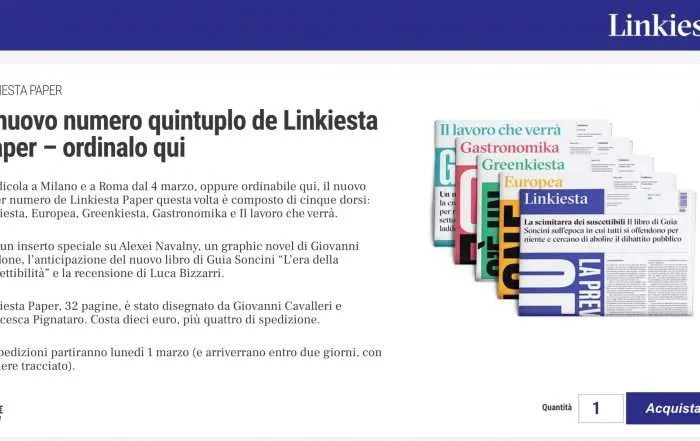 Linkies
IESTA PAPER
nuovo numero quintuplo de Linkiesta
aper – ordinalo qui
dicola a Milano e a Roma dal 4 marzo, oppure ordinabile qui, il nuovo
r numero de Linkiesta Paper questa volta è composto di cinque dorsi:
iesta, Europea, Greenkiesta, Gastronomika e Il lavoro che verrà.
un inserto speciale su Alexei Navalny, un graphic novel di Giovanni
done, l'anticipazione del nuovo libro di Guia Soncini "L'era della
ettibilità" e la recensione di Luca Bizzarri.
iesta Paper, 32 pagine, è stato disegnato da Giovanni Cavalleri e
cesca Pignataro. Costa dieci euro, più quattro di spedizione.
pedizioni partiranno lunedì 1 marzo (e arriverranno entro due giorni, con
iere tracciato).
Il lavoro che verrà
Gastronomika
Greenkiesta
Europea
Linkiesta
La scimitarra dei suscettibili Il libro di Guia
Soncini sull'epoca in cui tutti si offendono per
niente e cercano di abolire il dibattito pubblico
LA PREV
Quantità
1
Acquista